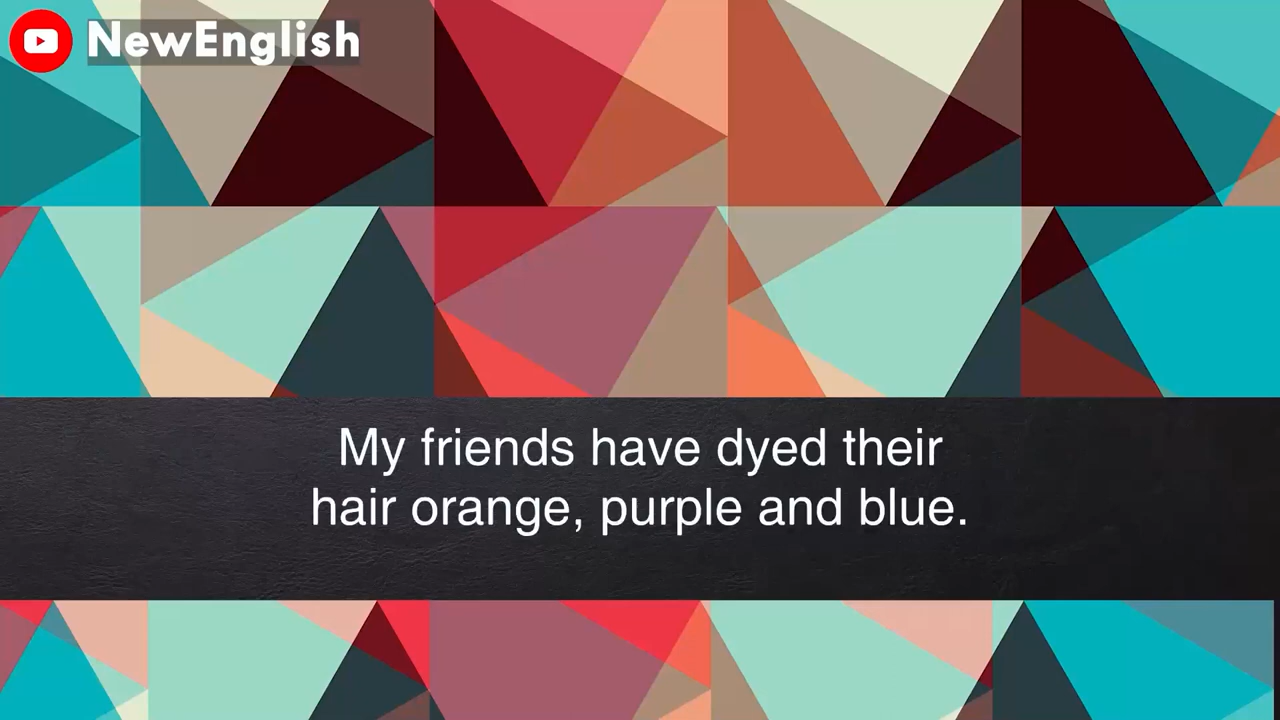 NewEnglish
My friends have dyed their
hair orange, purple and blue.